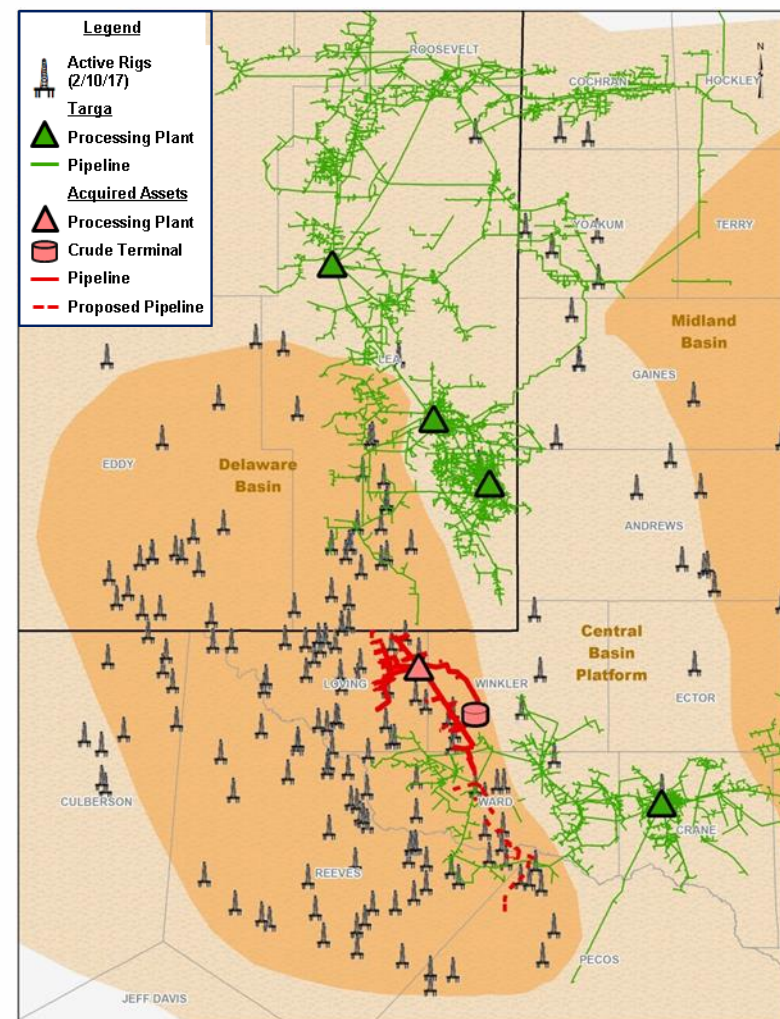 Legend
Active Rigs
(2/10/17)
Targa
Processing Plant
Pipeline
Acquired Assets
Processing Plant
Crude Terminal
Pipeline
Proposed Pipeline
N
ROOSEVELT
COCHRAN
HOCKLEY
YOAKUM
TERRY
Midland
Basin
LEA
GAINES
EDDY
Delaware
Basin
ANDREWS
Central
Basin
Platform
LOVING
WINKLER
ECTOR
CULBERSON
WARD
CRANE
REEVES
PECOS
JEFF DAVIS